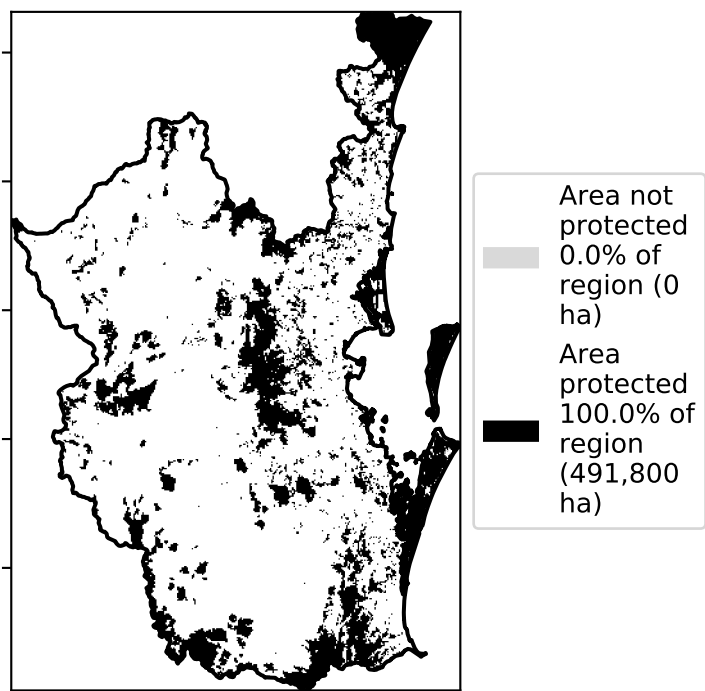 Area not
protected
0.0% of
region (0
ha)
Area
protected
100.0% of
region
(491,800
ha)